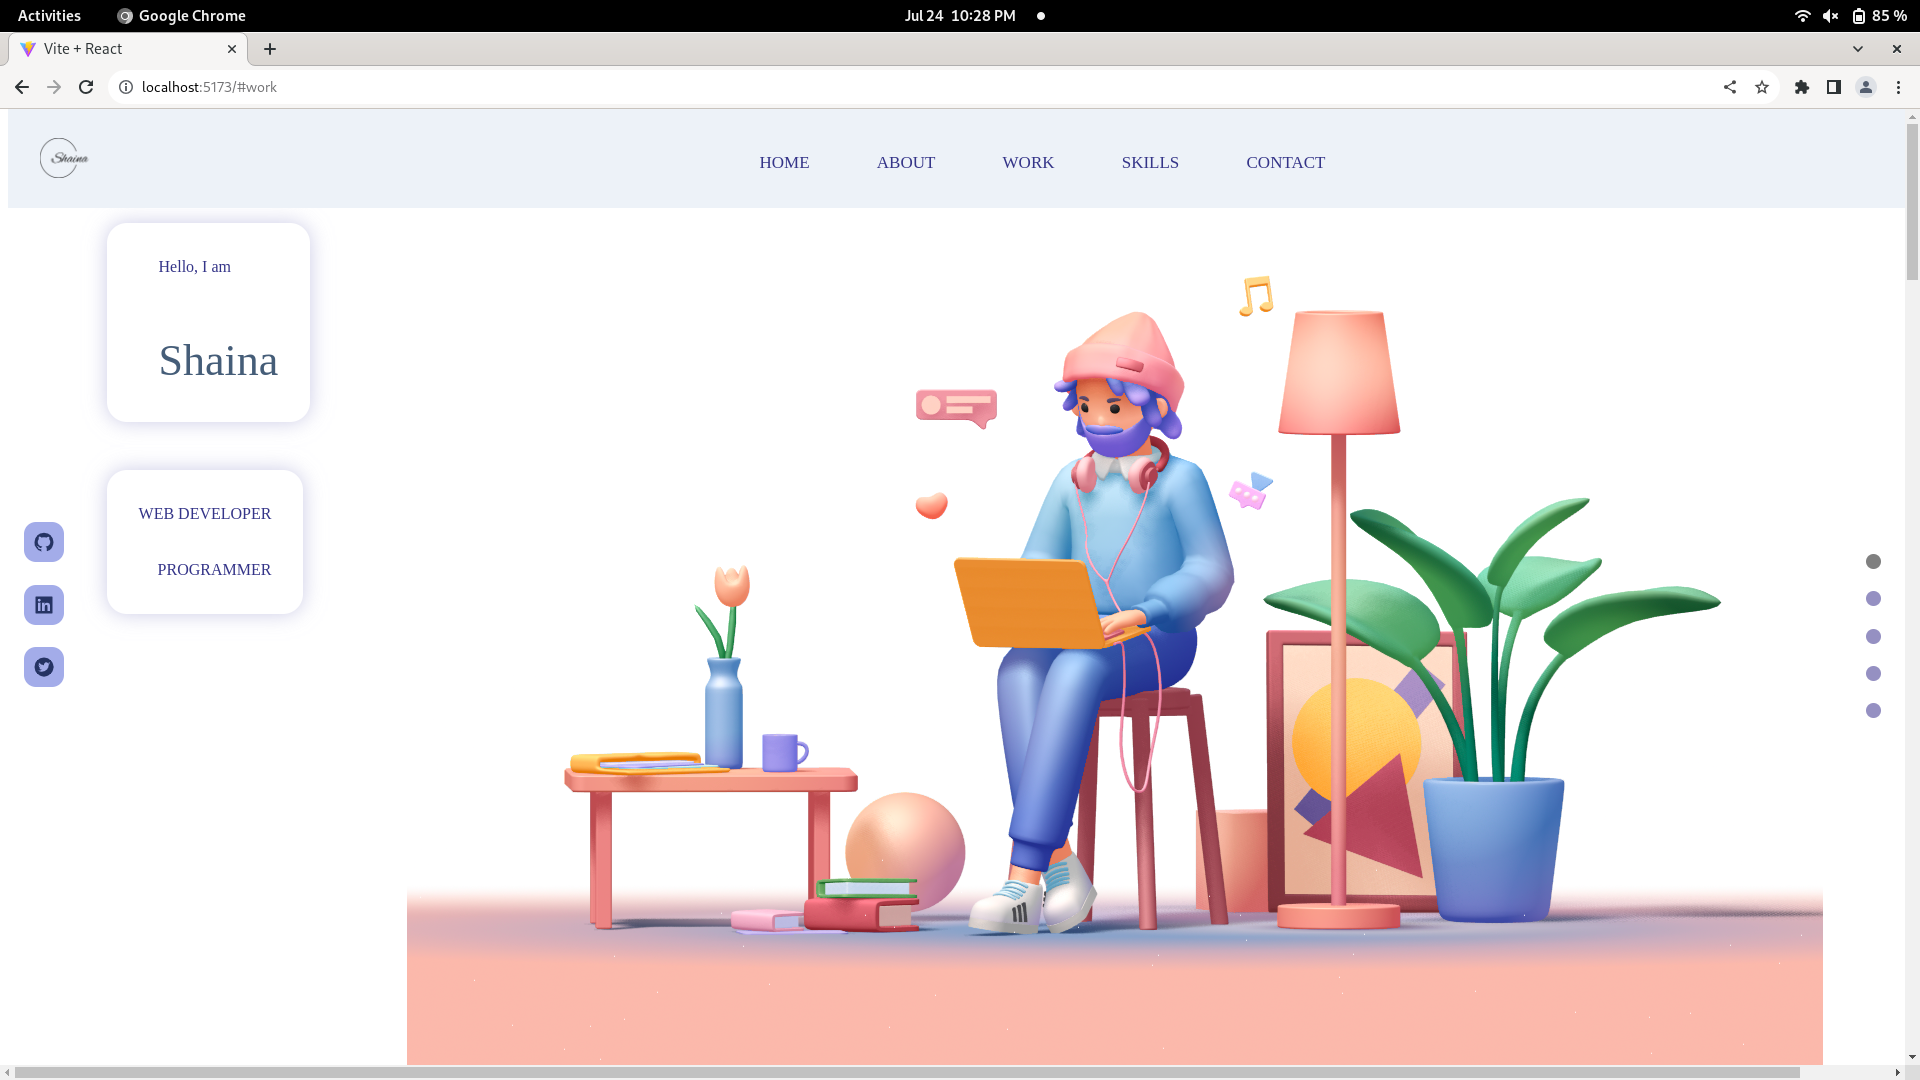 Activities
Google Chrome
Jul 24 10:28 PM
85 %
Vite + React
localhost:5173/#work
Shaina
HOME
ABOUT
WORK
SKILLS
CONTACT
Hello, I am
Shaina
WEB DEVELOPER
PROGRAMMER
in